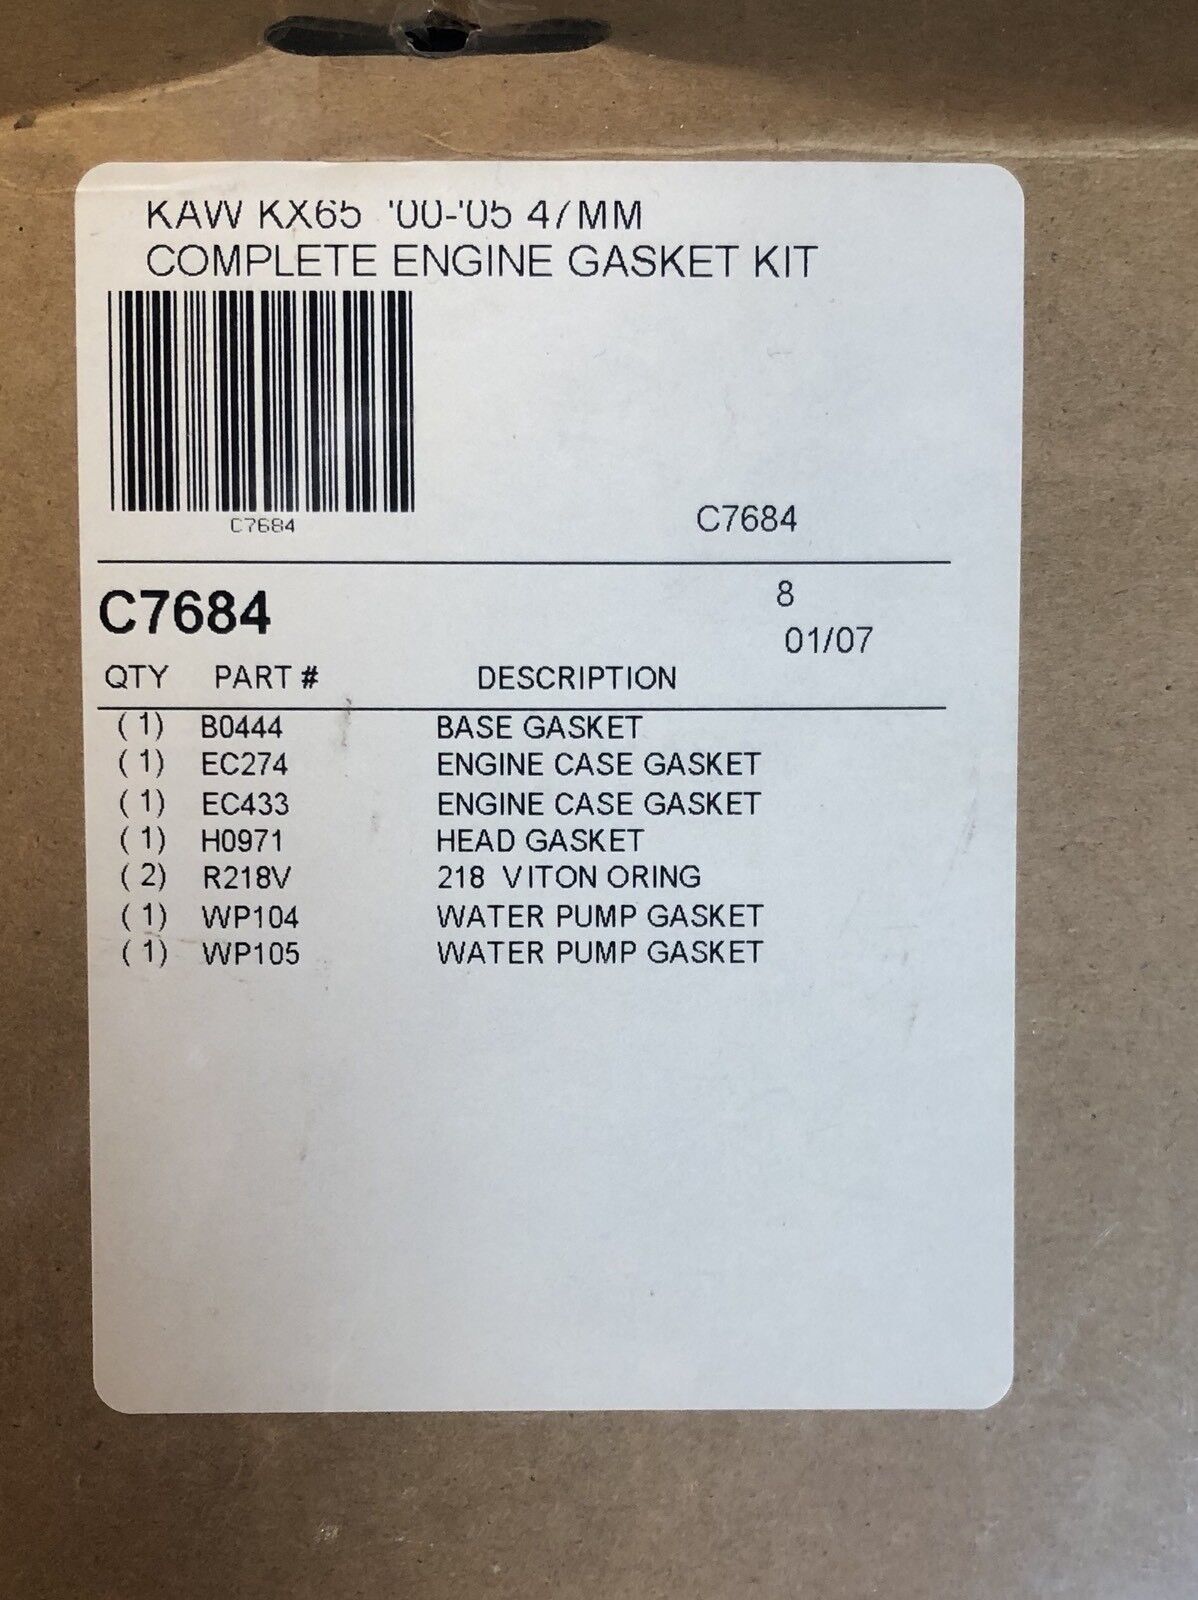 KAW KX65 '00-'05 47MM
COMPLETE ENGINE GASKET KIT
C7684
C7684
C7684 8
01/07
QTY PART # DESCRIPTION
(1) B0444 BASE GASKET
(1) EC274 ENGINE CASE GASKET
(1) EC433 ENGINE CASE GASKET
(1) H0971 HEAD GASKET
(2) R218V 218 VITON ORING
(1) WP104 WATER PUMP GASKET
(1) WP105 WATER PUMP GASKET